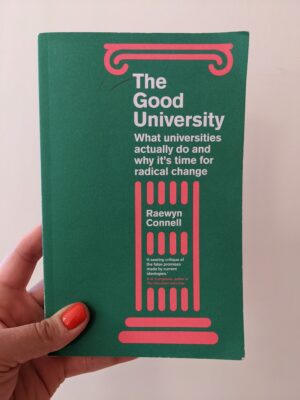 The
Good
University
What universities
actually do and
why it's time for
radical change
Raewyn
Connell
'A searing critique of
the false promises
made by current
ideologies.'